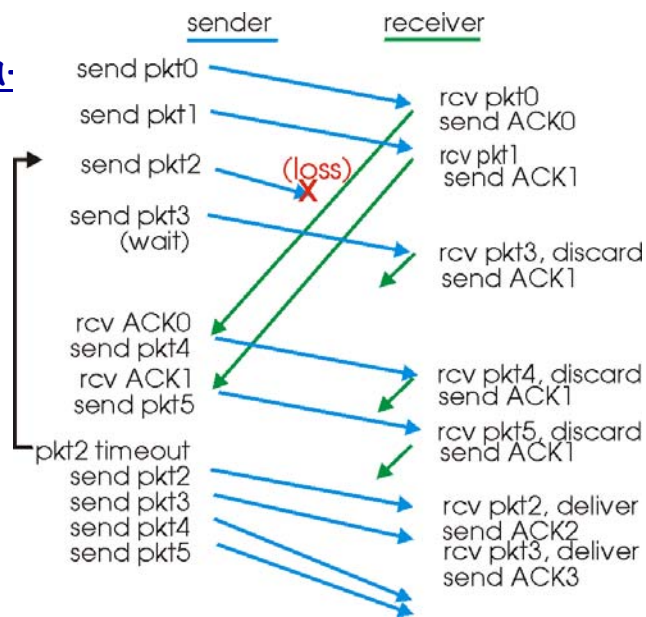 sender
receiver
send pkt0
send pkt1
send pkt2
(loss)
X
send pkt3
(wait)
rcv ACK0
send pkt4
rcv ACK1
send pkt5
pkt2 timeout
send pkt2
send pkt3
send pkt4
send pkt5
rcv pkt0
send ACK0
rcv pkt1
send ACK1
rcv pkt3, discard
send ACK1
rcv pkt4, discard
send ACK1
rcv pkt5, discard
send ACK1
rcv pkt2, deliver
send ACK2
rcv pkt3, deliver
send ACK3